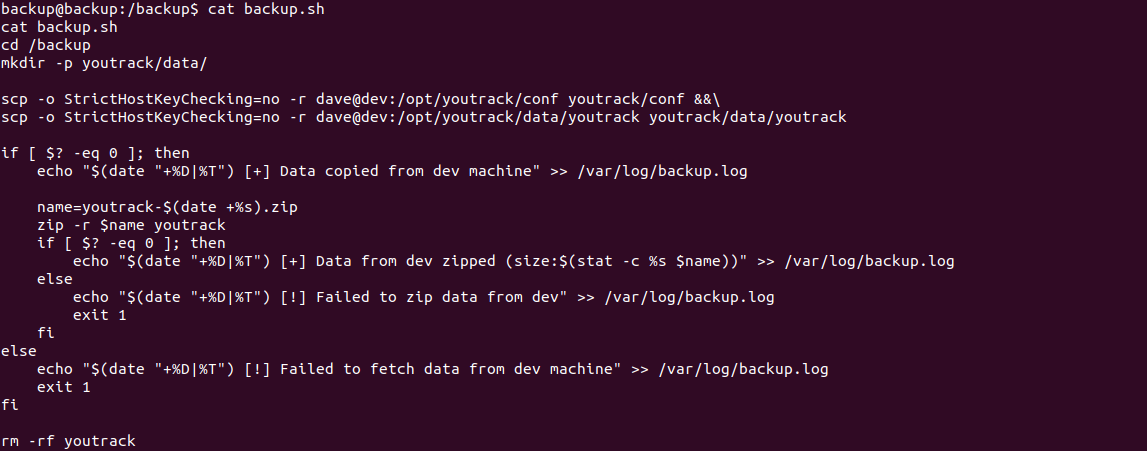 backup@backup:/backup$ cat backup.sh
cat backup.sh
cd /backup
mkdir -p youtrack/data/

scp -o StrictHostKeyChecking=no -r dave@dev:/opt/youtrack/conf youtrack/conf &&\
scp -o StrictHostKeyChecking=no -r dave@dev:/opt/youtrack/data/youtrack youtrack/data/youtrack

if [ $? -eq 0 ]; then
    echo "$(date "+%D|%T") [+] Data copied from dev machine" >> /var/log/backup.log

    name=youtrack-$(date +%s).zip
    zip -r $name youtrack
    if [ $? -eq 0 ]; then
        echo "$(date "+%D|%T") [+] Data from dev zipped (size:$(stat -c %s $name))" >> /var/log/backup.log
    else
        echo "$(date "+%D|%T") [!] Failed to zip data from dev" >> /var/log/backup.log
        exit 1
    fi
else
    echo "$(date "+%D|%T") [!] Failed to fetch data from dev machine" >> /var/log/backup.log
    exit 1
fi

rm -rf youtrack